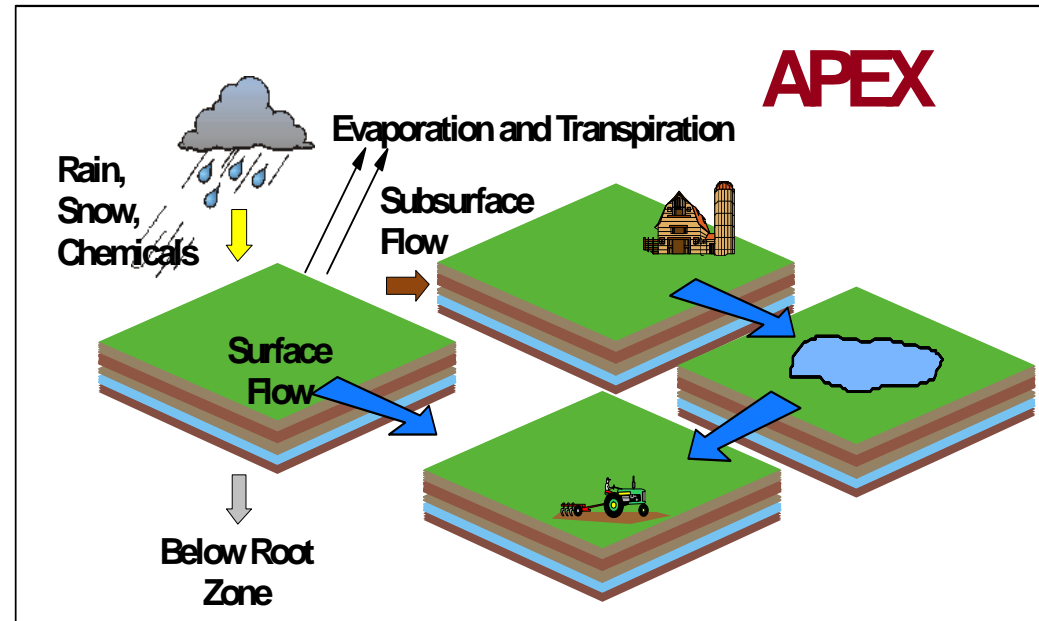 APEX
Evaporation and Transpiration
Rain,
Snow,
Chemicals
Subsurface
Flow
Surface
Flow
Below Root
Zone